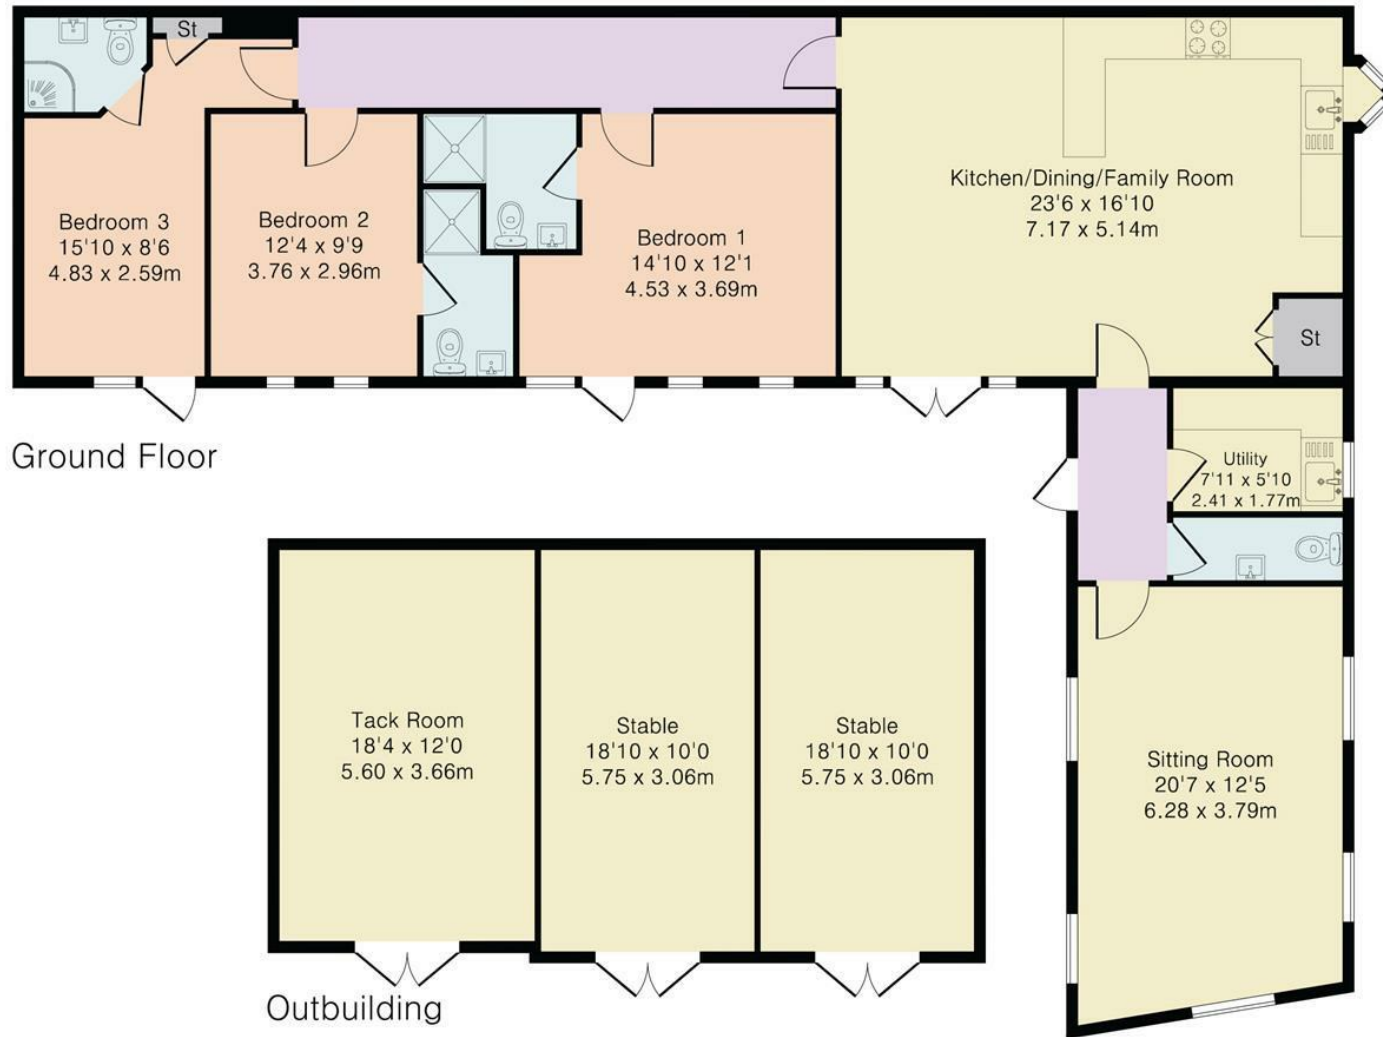 St
Bedroom 3
15'10 x 8'6
4.83 x 2.59m
Bedroom 2
12'4 x 9'9
3.76 x 2.96m
Bedroom 1
14'10 x 12'1
4.53 x 3.69m
Kitchen/Dining/Family Room
23'6 x 16'10
7.17 x 5.14m
St
Ground Floor
Utility
7'11 x 5'10
2.41 x 1.77m
Tack Room
18'4 x 12'0
5.60 x 3.66m
Stable
18'10 x 10'0
5.75 x 3.06m
Stable
18'10 x 10'0
5.75 x 3.06m
Sitting Room
20'7 x 12'5
6.28 x 3.79m
Outbuilding